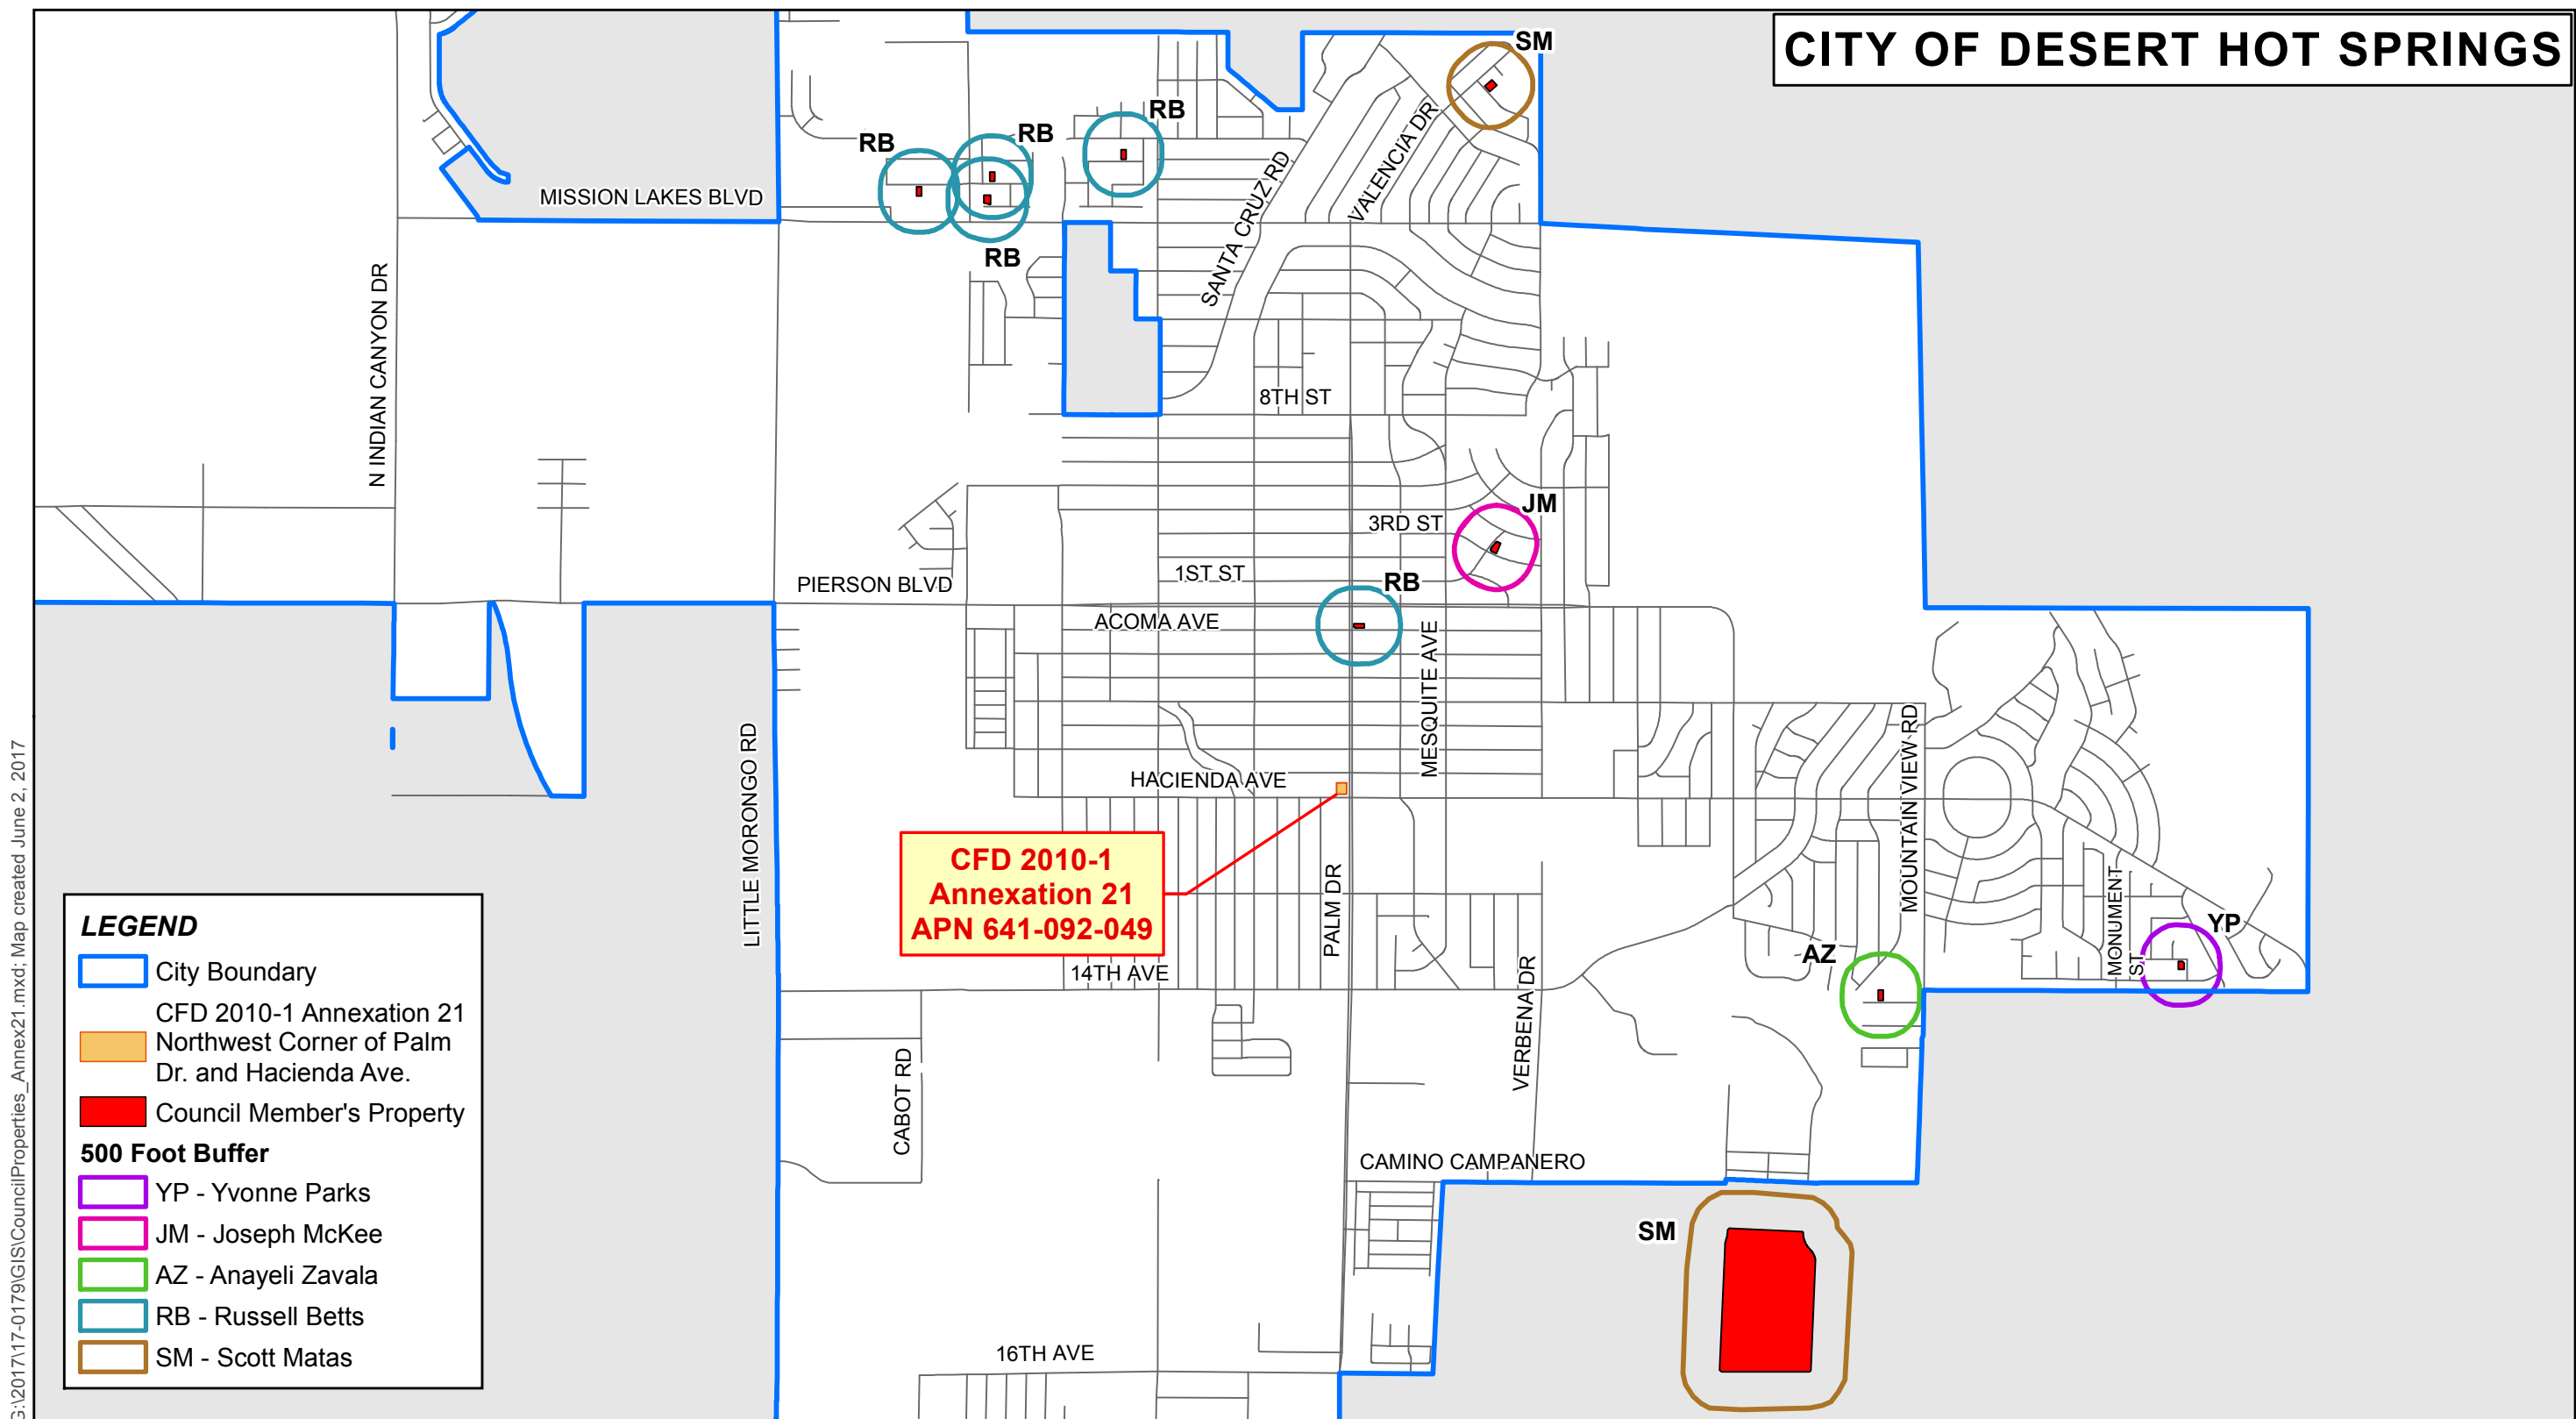 CITY OF DESERT HOT SPRINGS
SM
RB
RB
RB
RB
MISSION LAKES BLVD
SANTA CRUZ RD
VALENCIA DR
N INDIAN CANYON DR
8TH ST
JM
3RD ST
1ST ST
PIERSON BLVD
RB
ACOMA AVE
MESQUITE AVE
HACIENDA AVE
LITTLE MORONGO RD
MOUNTAIN VIEW RD
CFD 2010-1
Annexation 21
APN 641-092-049
PALM DR
MONUMENT
ST
YP
AZ
14TH AVE
VERBENA DR
CABOT RD
CAMINO CAMPANERO
SM
16TH AVE
LEGEND
City Boundary
CFD 2010-1 Annexation 21
Northwest Corner of Palm
Dr. and Hacienda Ave.
Council Member's Property
500 Foot Buffer
YP - Yvonne Parks
JM - Joseph McKee
AZ - Anayeli Zavala
RB - Russell Betts
SM - Scott Matas
G:\2017\17-0179\GIS\CouncilProperties_Annex21.mxd; Map created June 2, 2017